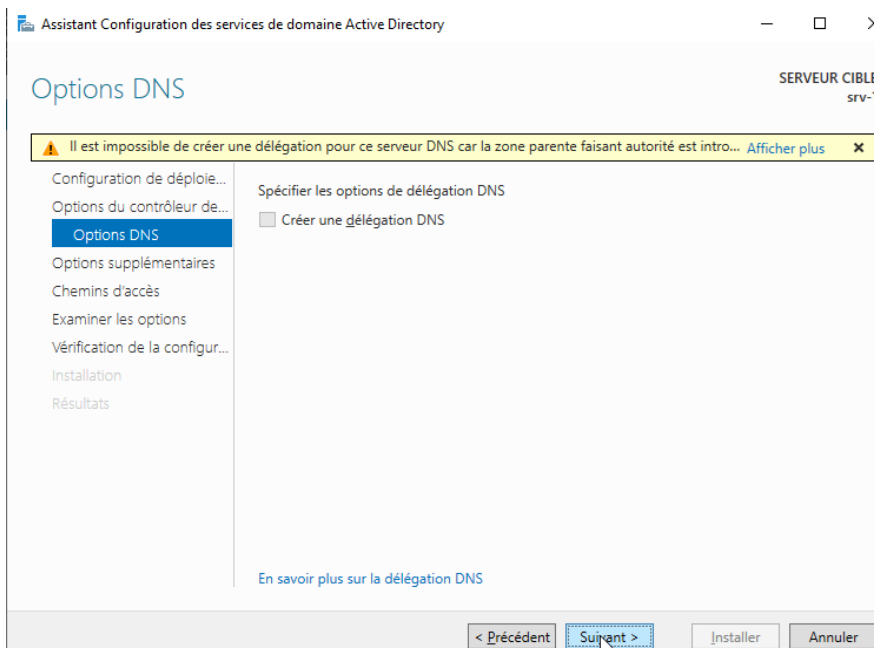 Assistant Configuration des services de domaine Active Directory
Options DNS
SERVEUR CIBLE
Il est impossible de créer une délégation pour ce serveur DNS car la zone parente faisant autorité est intro... Afficher plus
Configuration de déploie...
Options du contrôleur de...
Options DNS
Options supplémentaires
Chemins d'accès
Examiner les options
Vérification de la configur...
Installation
Résultats
Spécifier les options de délégation DNS
Créer une délégation DNS
En savoir plus sur la délégation DNS
< Précédent Suivant > Installer Annuler